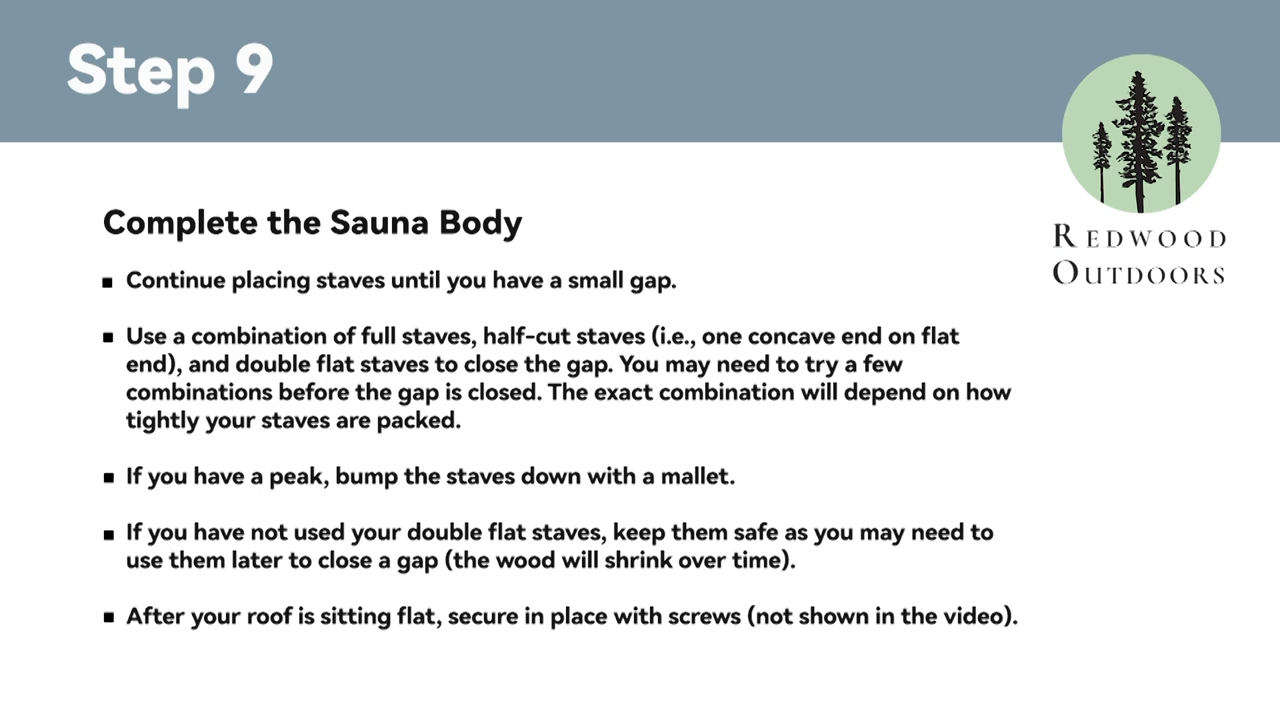 Step 9
REDWOOD
OUTDOORS
Complete the Sauna Body
▪ Continue placing staves until you have a small gap.
▪ Use a combination of full staves, half-cut staves (i.e., one concave end on flat
end), and double flat staves to close the gap. You may need to try a few
combinations before the gap is closed. The exact combination will depend on how
tightly your staves are packed.
▪ If you have a peak, bump the staves down with a mallet.
▪ If you have not used your double flat staves, keep them safe as you may need to
use them later to close a gap (the wood will shrink over time).
▪ After your roof is sitting flat, secure in place with screws (not shown in the video).